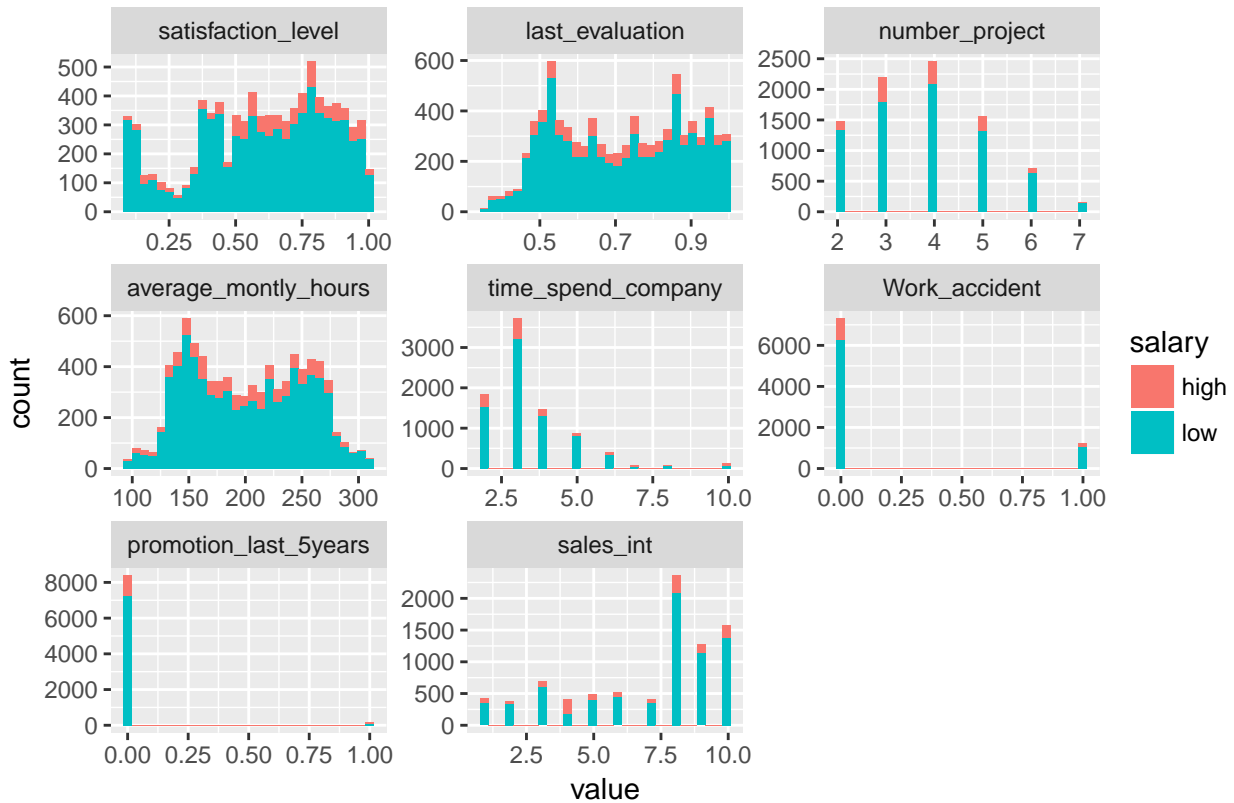 satisfaction_level
last_evaluation
number_project
500
400
300
200
100
0
0.25 0.50 0.75 1.00
600
400
200
0
0.5 0.7 0.9
2500
2000
1500
1000
500
0
2 3 4 5 6 7
average_montly_hours
time_spend_company
Work_accident
600
400
200
0
100 150 200 250 300
3000
2000
1000
0
2.5 5.0 7.5 10.0
6000
4000
2000
0
0.00 0.25 0.50 0.75 1.00
promotion_last_5years
sales_int
8000
6000
4000
2000
0
0.00 0.25 0.50 0.75 1.00
2000
1500
1000
500
0
2.5 5.0 7.5 10.0
count
value
salary
high
low